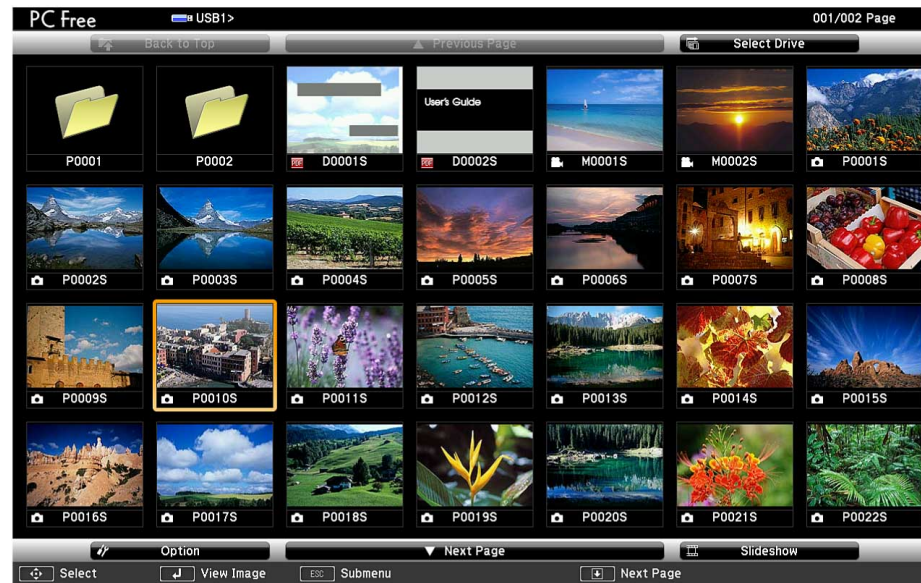 PC Free USB1> 001/002 Page
Back to Top Previous Page Select Drive
User's Guide
P0001 P0002 PDF D0001S PDF D0002S M0001S M0002S P0001S
P0002S P0003S P0004S P0005S P0006S P0007S P0008S
P0009S P0010S P0011S P0012S P0013S P0014S P0015S
P0016S P0017S P0018S P0019S P0020S P0021S P0022S
Option Next Page Slideshow
Select View Image ESC Submenu Next Page